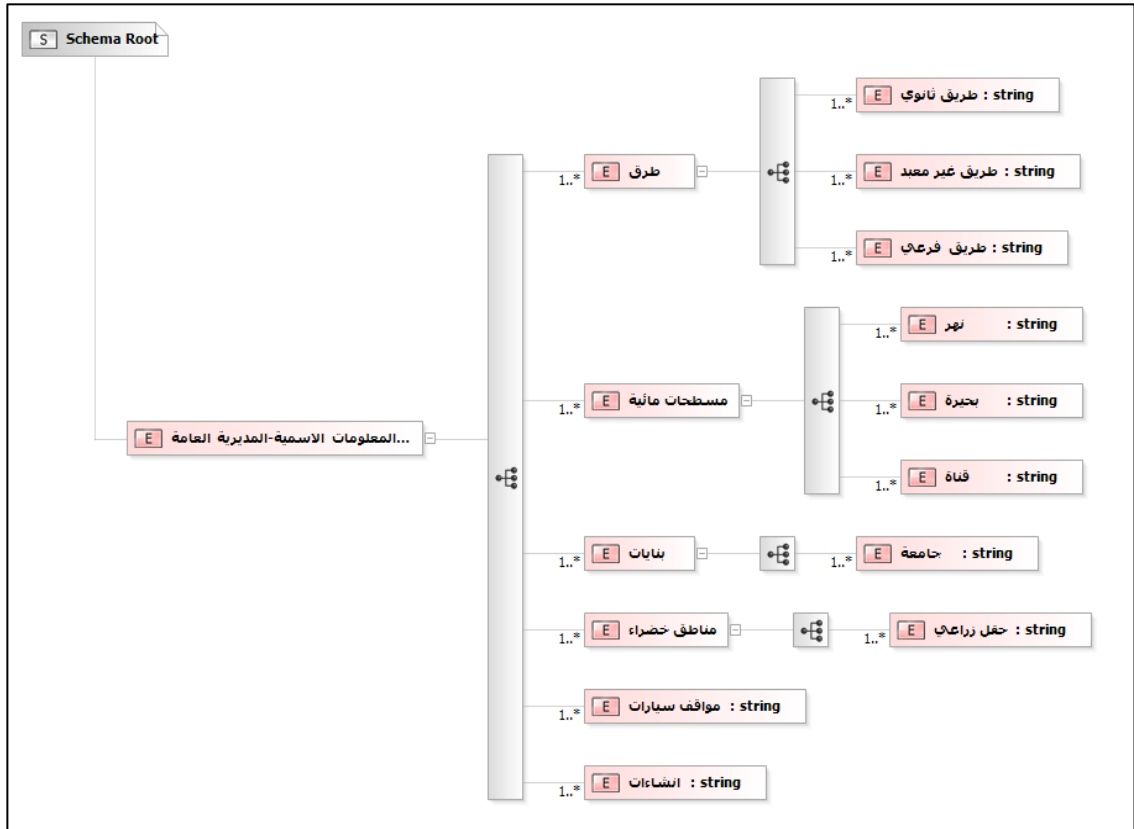 S Schema Root
E طريق ثانوي : string
1..*
E طرق
1..*
E طريق غير معبد : string
1..*
E طريق فرعي : string
1..*
E نهر : string
1..*
E مسطحات مائية
1..*
E بحيرة : string
1..*
E المعلومات الاسمية-المديرية العامة...
E قناة : string
1..*
E بنايات
1..*
E جامعة : string
1..*
E مناطق خضراء
1..*
E حقل زراعي : string
1..*
E مواقف سيارات : string
1..*
E انشاءات : string
1..*